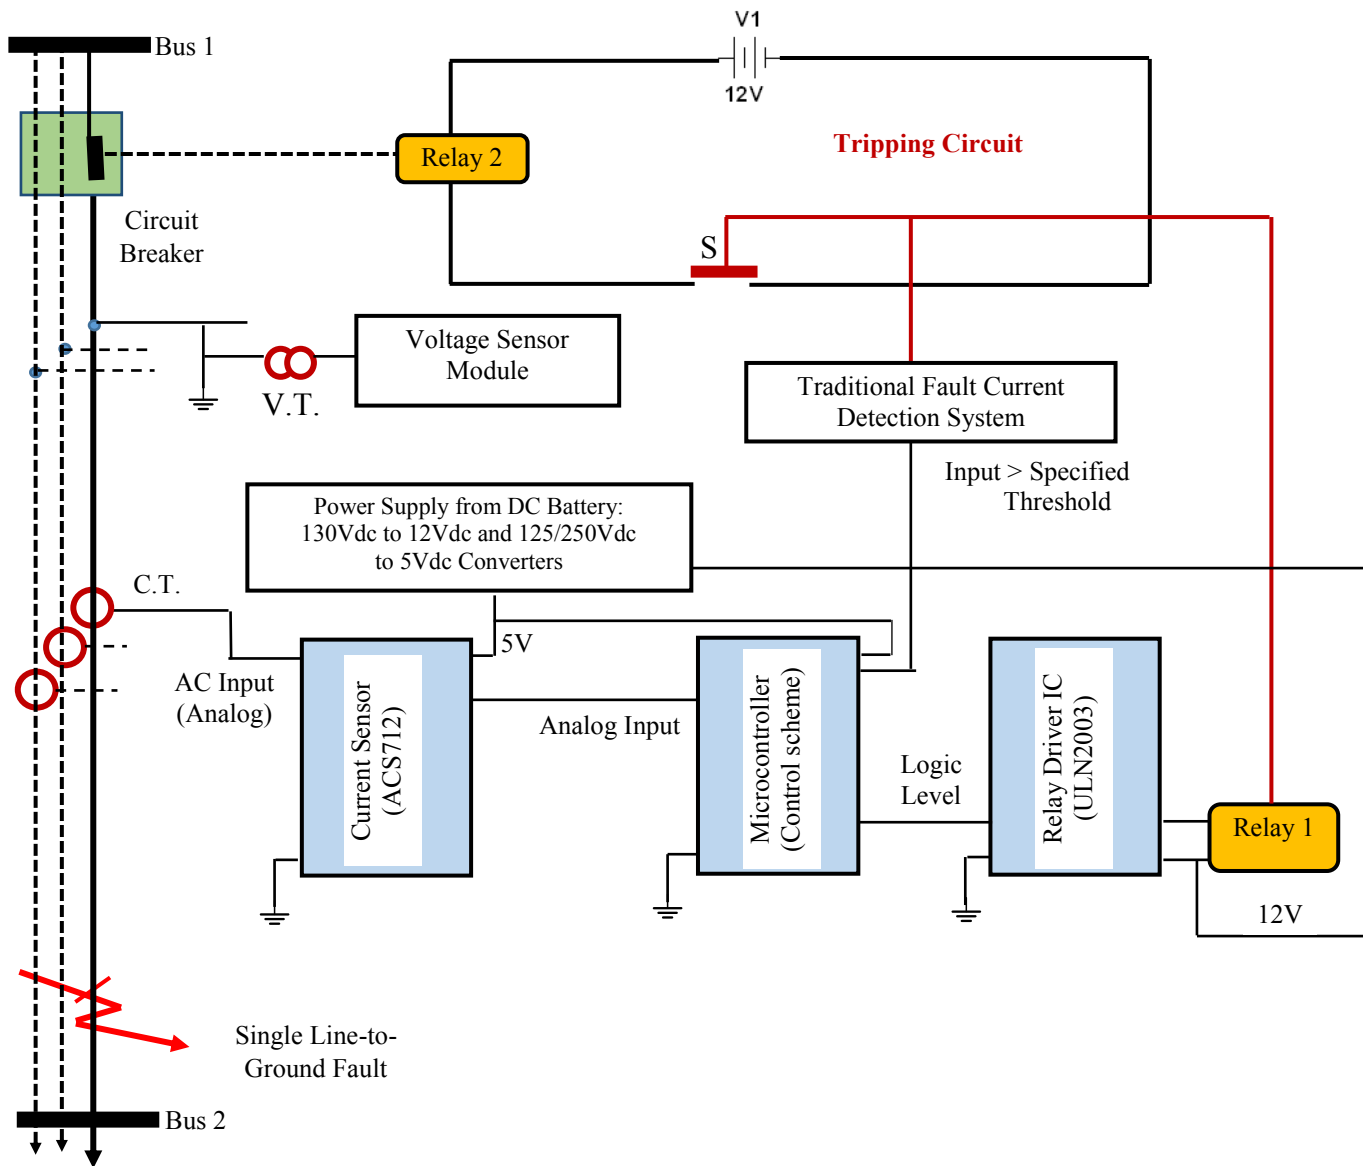 V1
Bus 1
12V
Tripping Circuit
Relay 2
Circuit
Breaker
S
Voltage Sensor
Module
V.T.
Traditional Fault Current
Detection System
Input > Specified
Threshold
Power Supply from DC Battery:
130Vdc to 12Vdc and 125/250Vdc
to 5Vdc Converters
C.T.
5V
AC Input
(Analog)
Current Sensor
(ACS712)
Analog Input
Microcontroller
(Control scheme)
Logic
Level
Relay Driver IC
(ULN2003)
Relay 1
12V
Single Line-to-
Ground Fault
Bus 2